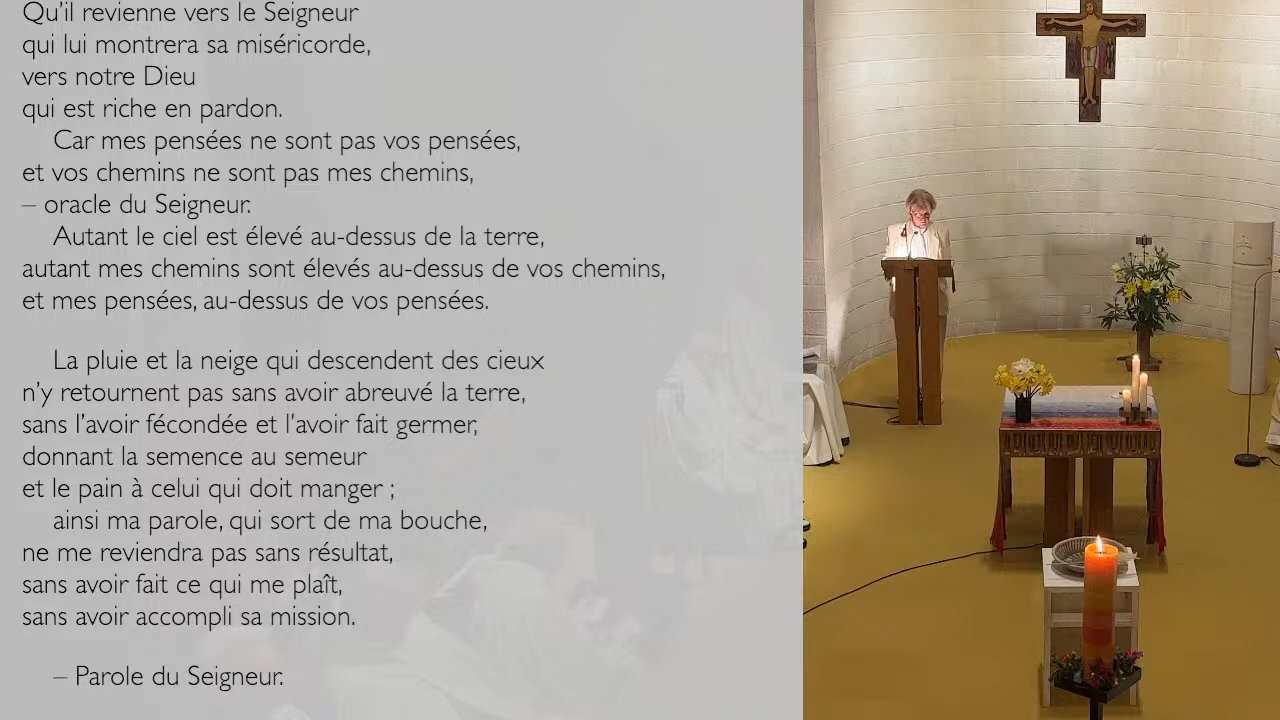 Qu’il revienne vers le Seigneur
qui lui montrera sa miséricorde,
vers notre Dieu
qui est riche en pardon.
Car mes pensées ne sont pas vos pensées,
et vos chemins ne sont pas mes chemins,
– oracle du Seigneur.
Autant le ciel est élevé au-dessus de la terre,
autant mes chemins sont élevés au-dessus de vos chemins,
et mes pensées, au-dessus de vos pensées.
La pluie et la neige qui descendent des cieux
n’y retournent pas sans avoir abreuvé la terre,
sans l’avoir fécondée et l’avoir fait germer,
donnant la semence au semeur
et le pain à celui qui doit manger ;
ainsi ma parole, qui sort de ma bouche,
ne me reviendra pas sans résultat,
sans avoir fait ce qui me plaît,
sans avoir accompli sa mission.
– Parole du Seigneur.